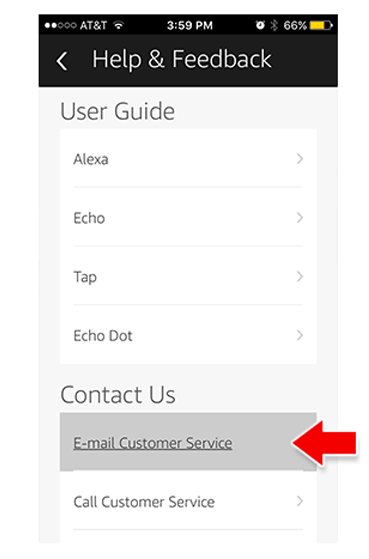 AT&T 3:59 PM 66%
Help & Feedback
User Guide
Alexa
Echo
Tap
Echo Dot
Contact Us
E-mail Customer Service
Call Customer Service